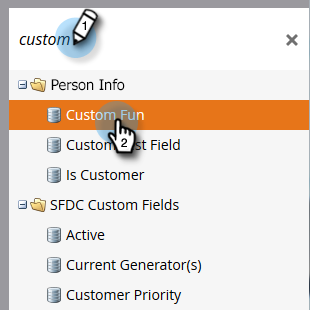 custom
1
Person Info
Custom Fun
2
Custom st Field
Is Customer
SFDC Custom Fields
Active
Current Generator(s)
Customer Priority